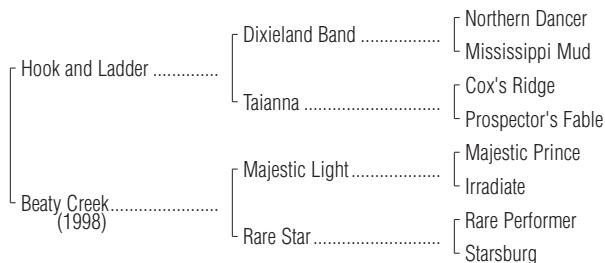 Northern Dancer
Dixieland Band ..................
Mississippi Mud
Hook and Ladder ..............
Cox's Ridge
Taianna ..............................
Prospector's Fable
Majestic Prince
Majestic Light....................
Irradiate
Beaty Creek.......................
(1998)
Rare Performer
Rare Star............................
Starsburg